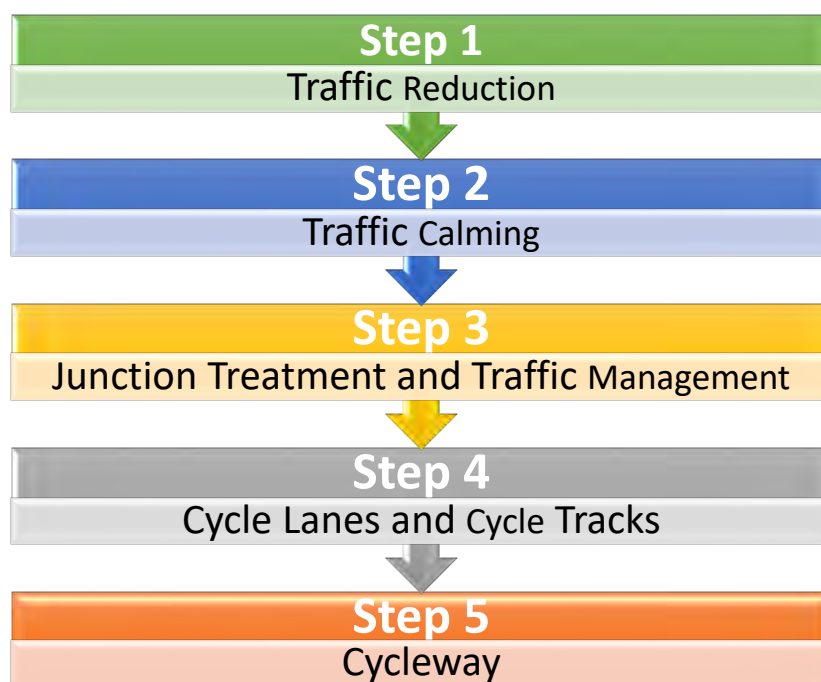 Step 1
Traffic Reduction
Step 2
Traffic Calming
Step 3
Junction Treatment and Traffic Management
Step 4
Cycle Lanes and Cycle Tracks
Step 5
Cycleway